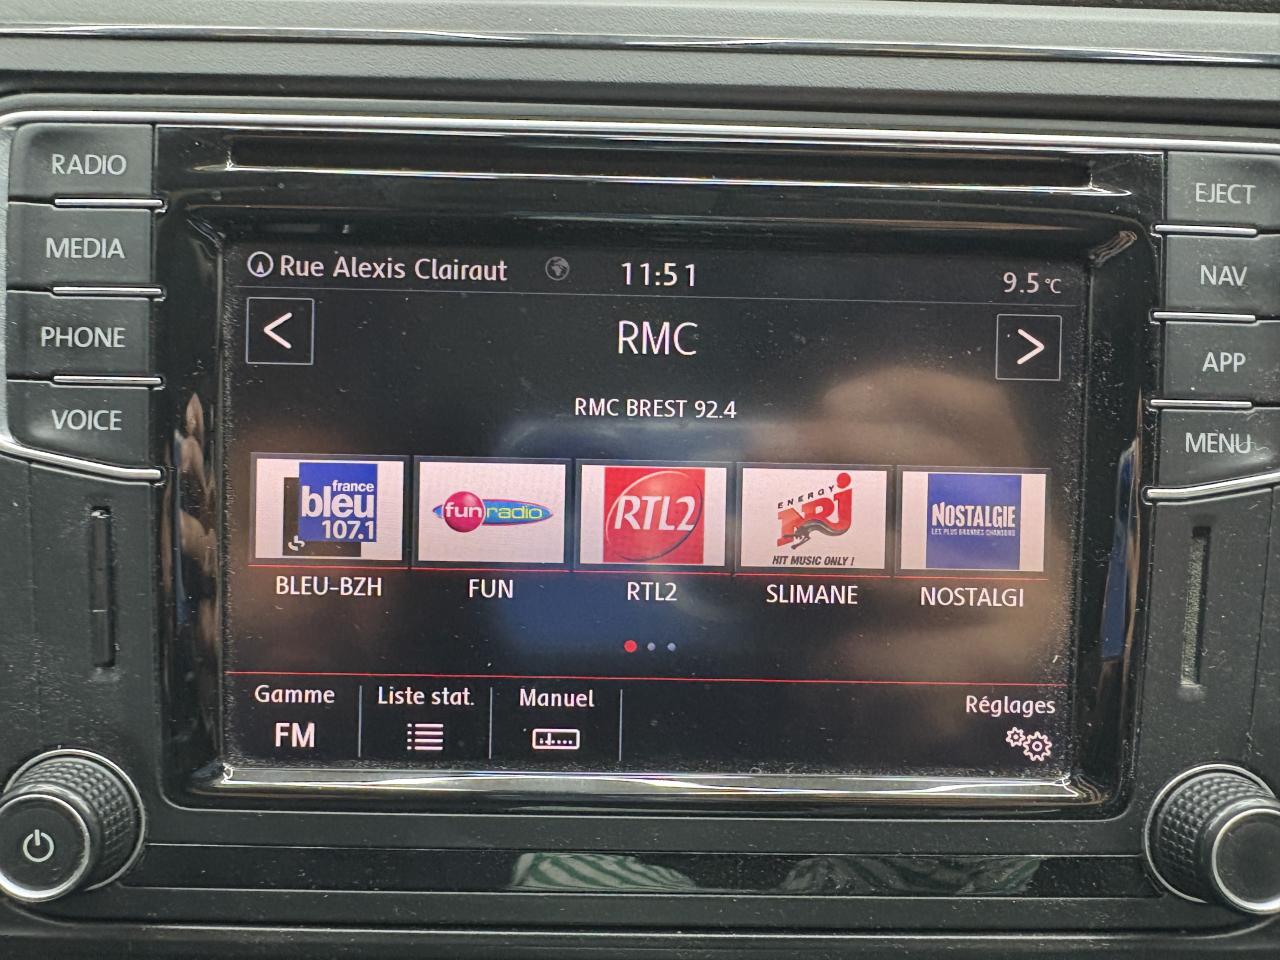 RADIO
MEDIA
PHONE
VOICE
EJECT
NAV
APP
MENU
Rue Alexis Clairaut
11:51
9.5°C
<
RMC
>
RMC BREST 92.4
france
bleu
107.1
fun radio
RTL2
ENERGY
NRJ
HIT MUSIC ONLY !
NOSTALGIE
LES PLUS GRANDES CHANSONS
BLEU-BZH
FUN
RTL2
SLIMANE
NOSTALGI
Gamme
FM
Liste stat.
Manuel
Réglages